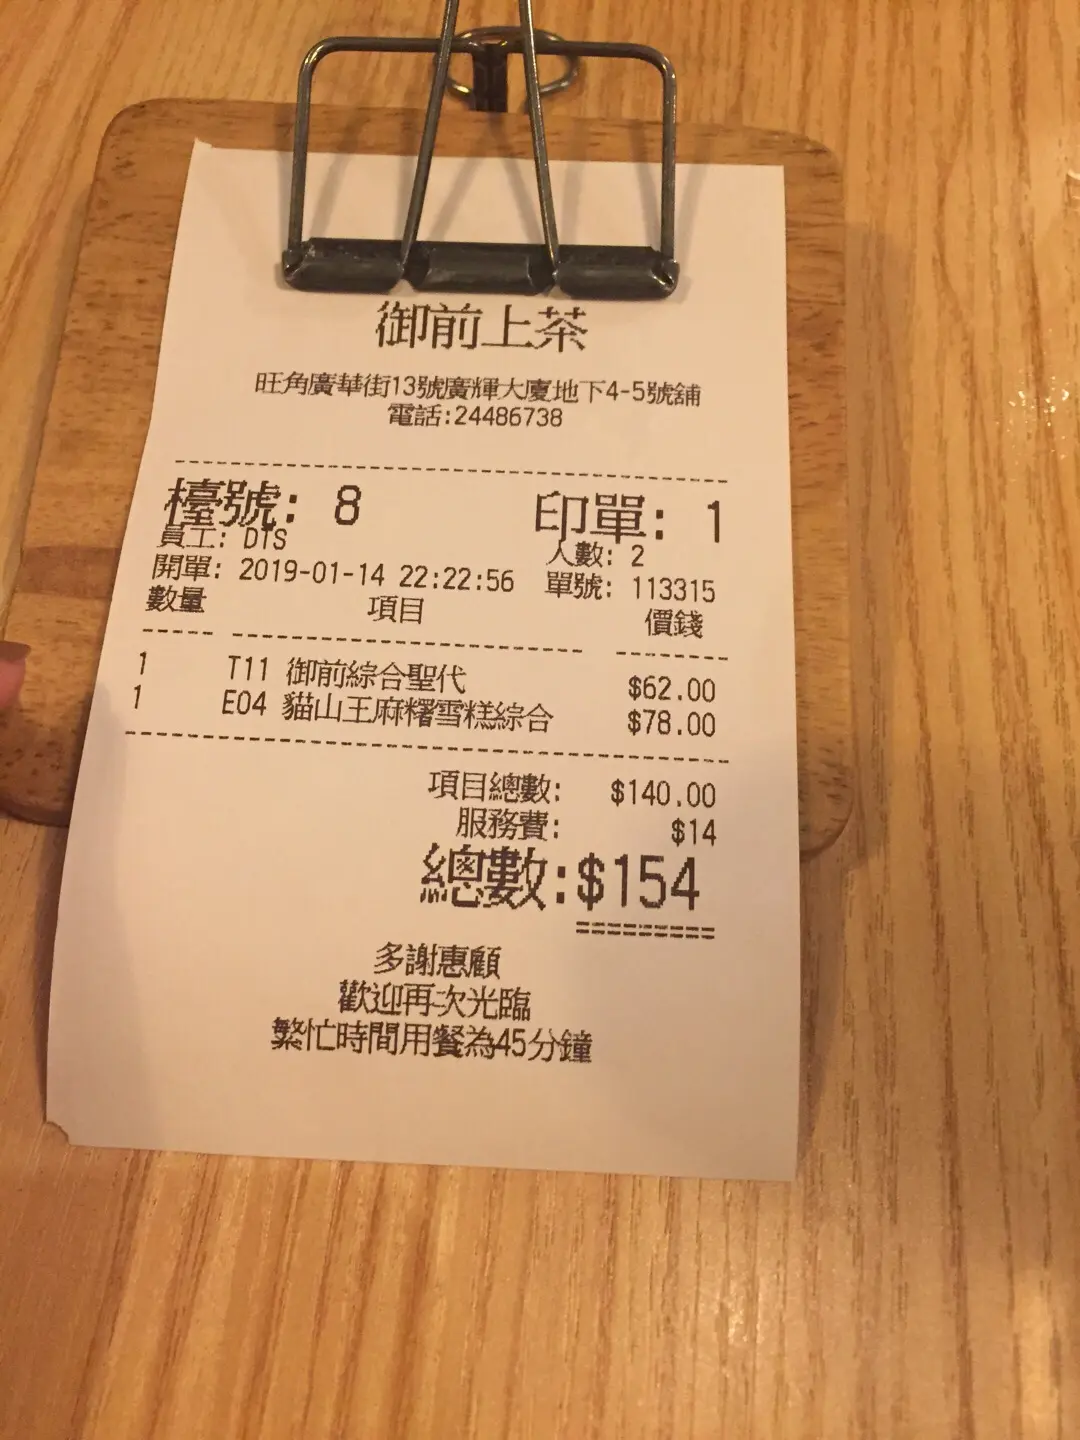 御前上茶
旺角廣華街13號廣輝大廈地下4-5號舖
電話:24486738
檯號: 8 印單: 1
員工: DTS 人數: 2
開單: 2019-01-14 22:22:56 單號: 113315
數量 項目 價錢
1 T11 御前綜合聖代 $62.00
1 E04 貓山王麻糬雪糕綜合 $78.00
項目總數: $140.00
服務費: $14
總數:$154
多謝惠顧
歡迎再次光臨
繁忙時間用餐為45分鐘